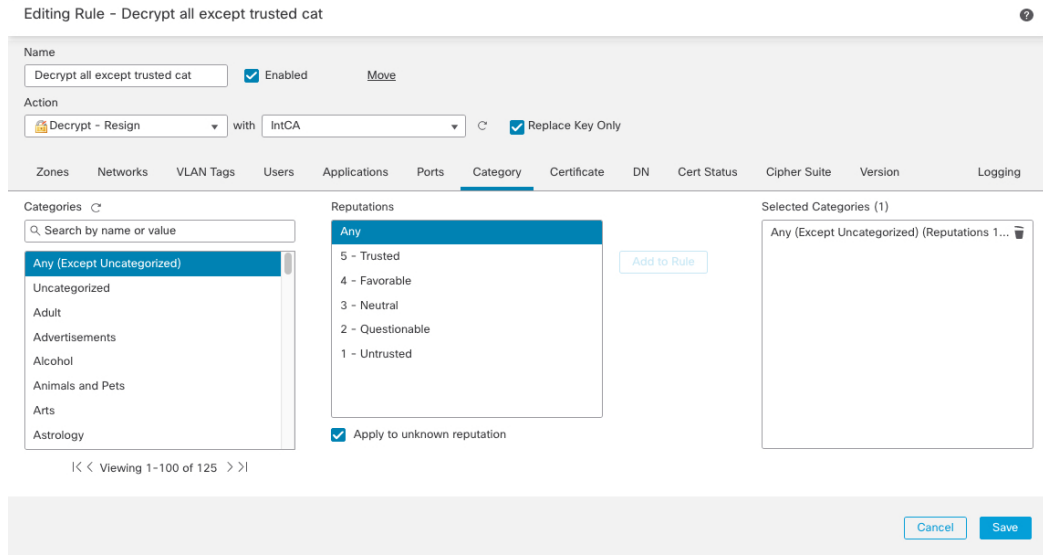 Editing Rule - Decrypt all except trusted cat
Name
Decrypt all except trusted cat Enabled Move
Action
Decrypt - Resign with IntCA Replace Key Only
Zones Networks VLAN Tags Users Applications Ports Category Certificate DN Cert Status Cipher Suite Version Logging
Categories
Search by name or value
Any (Except Uncategorized)
Uncategorized
Adult
Advertisements
Alcohol
Animals and Pets
Arts
Astrology
Viewing 1-100 of 125
Reputations
Any
5 - Trusted
4 - Favorable
3 - Neutral
2 - Questionable
1 - Untrusted
Apply to unknown reputation
Add to Rule
Selected Categories (1)
Any (Except Uncategorized) (Reputations 1...
Cancel Save